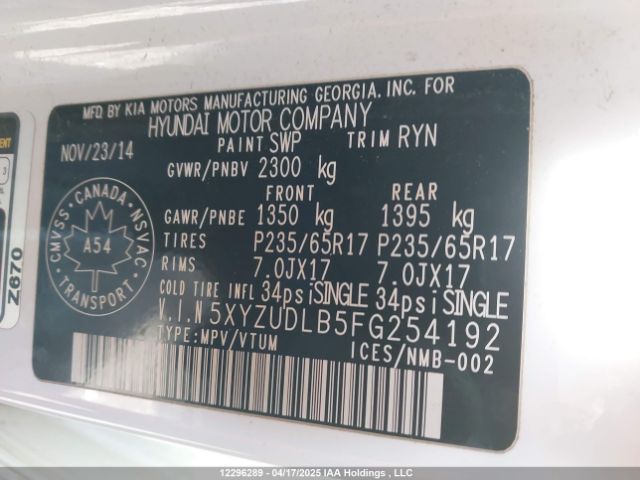 MFD BY KIA MOTORS MANUFACTURING GEORGIA. INC. FOR
HYUNDAI MOTOR COMPANY
NOV/23/14 PAINT SWP TRIM RYN
GVWR/PNBV 2300 kg
FRONT REAR
GAWR/PNBE 1350 kg 1395 kg
TIRES P235/65R17 P235/65R17
RIMS 7.0JX17 7.0JX17
COLD TIRE INFL 34psi SINGLE 34psi SINGLE
V.I.N 5XYZUDLB5FG254192
TYPE:MPV/VTUM ICES/NMB-002
CANADA
CMVSS NSVAC
A54
TRANSPORT
Z670
3
12296289 - 04/17/2025 IAA Holdings , LLC